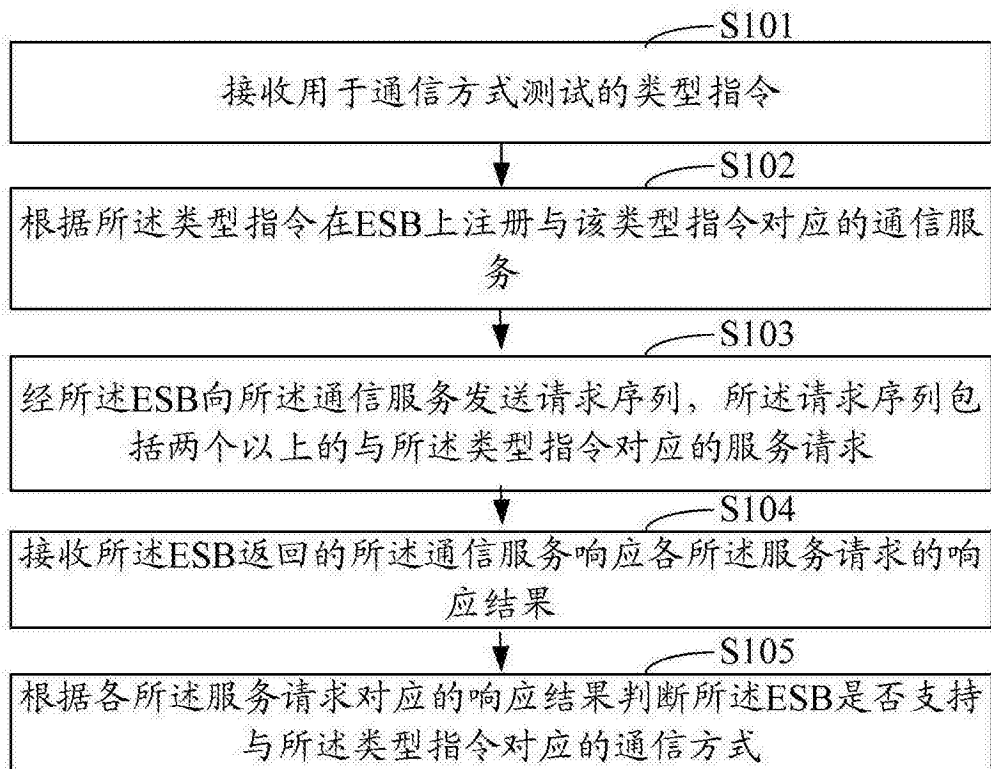 S101
接收用于通信方式测试的类型指令
S102
根据所述类型指令在ESB上注册与该类型指令对应的通信服
务
S103
经所述ESB向所述通信服务发送请求序列，所述请求序列包
括两个以上的与所述类型指令对应的服务请求
S104
接收所述ESB返回的所述通信服务响应各所述服务请求的响
应结果
S105
根据各所述服务请求对应的响应结果判断所述ESB是否支持
与所述类型指令对应的通信方式